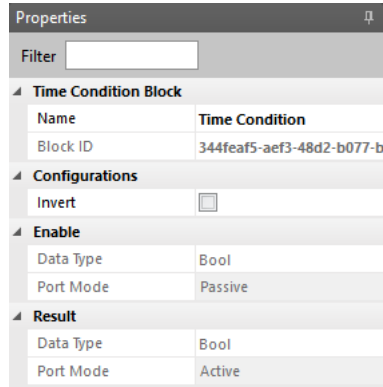 Properties
Filter
Time Condition Block
Name Time Condition
Block ID 344feaf5-aef3-48d2-b077-b
Configurations
Invert
Enable
Data Type Bool
Port Mode Passive
Result
Data Type Bool
Port Mode Active